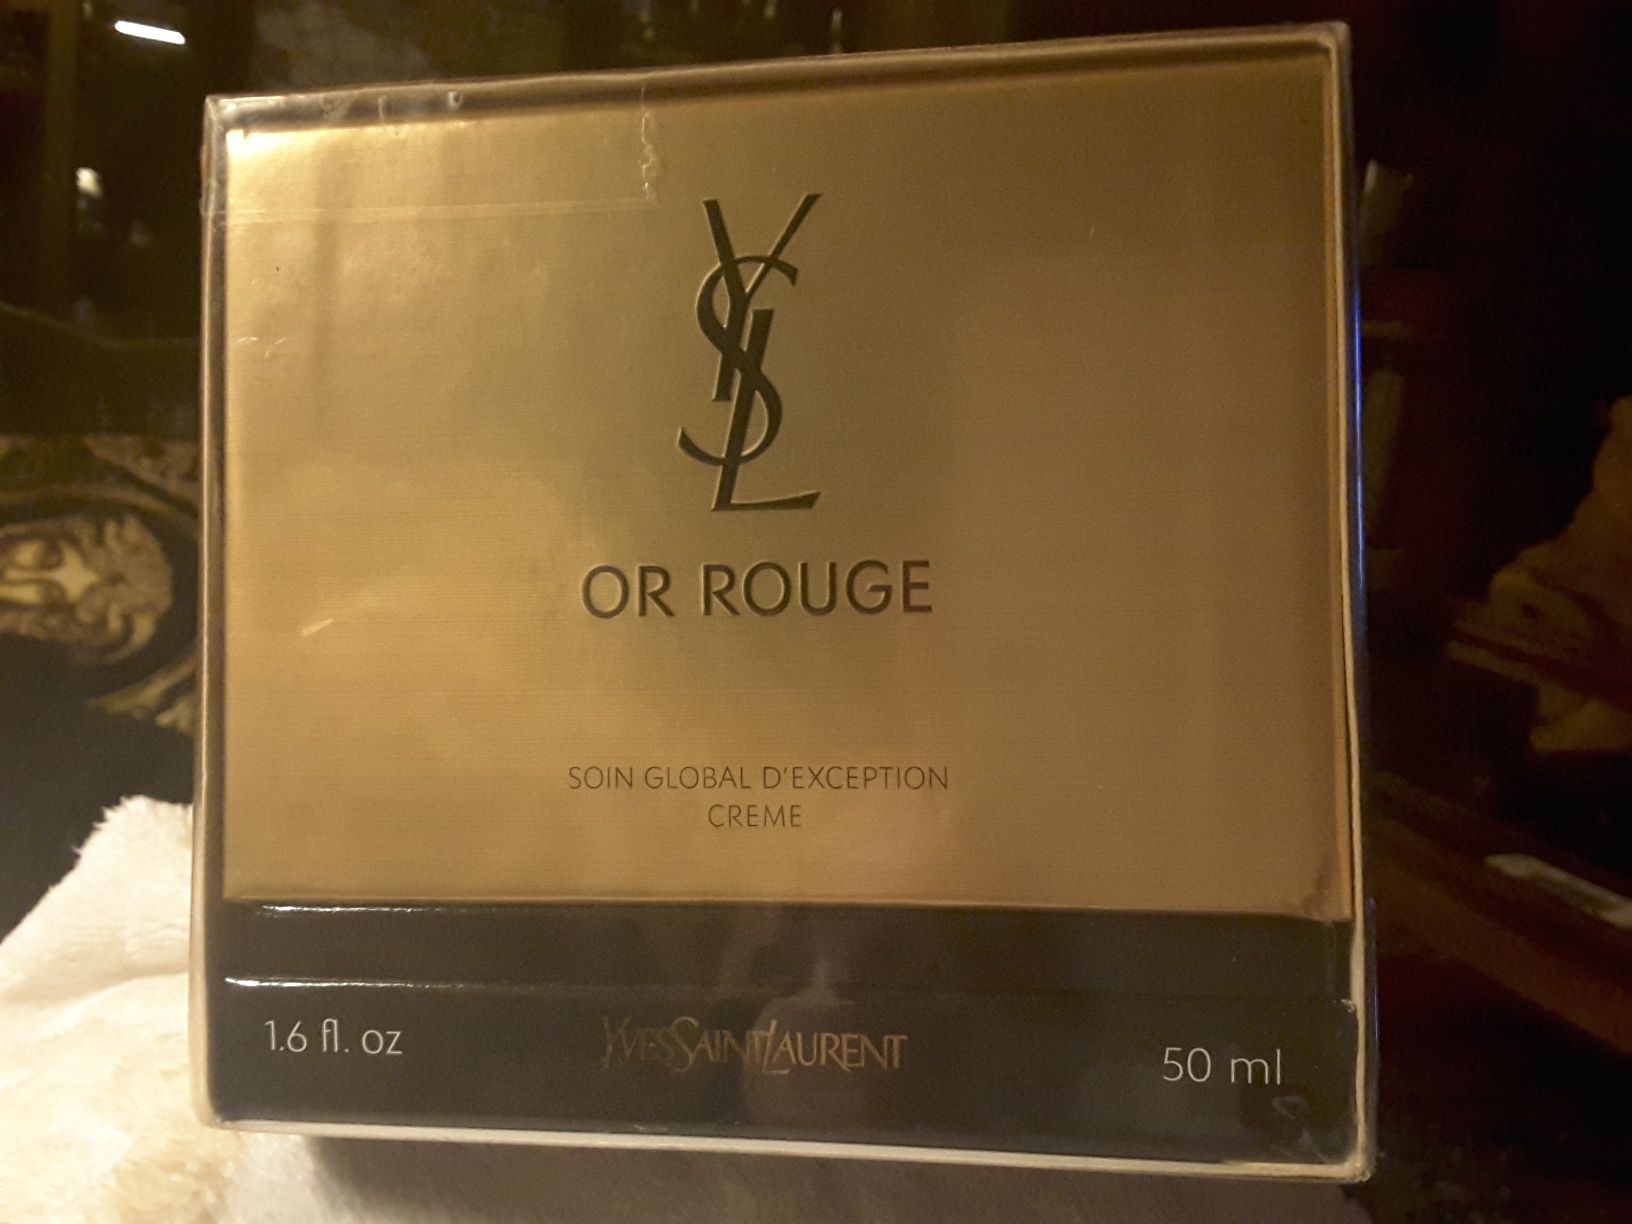 YSL
OR ROUGE
SOIN GLOBAL D'EXCEPTION
CREME
1.6 fl. oz YVESSAINTLAURENT 50 ml